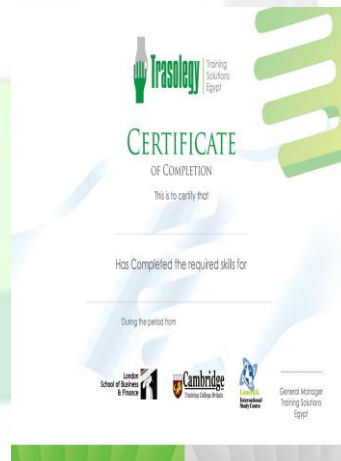 Trasology
Training
Solutions
Egypt
CERTIFICATE
OF COMPLETION
This is to certify that
Has Completed the required skills for
During the period from
London
School of Business
& Finance
Cambridge
Training College Britain
Limerick
International
Study Centre
General Manager
Training Solutions
Egypt